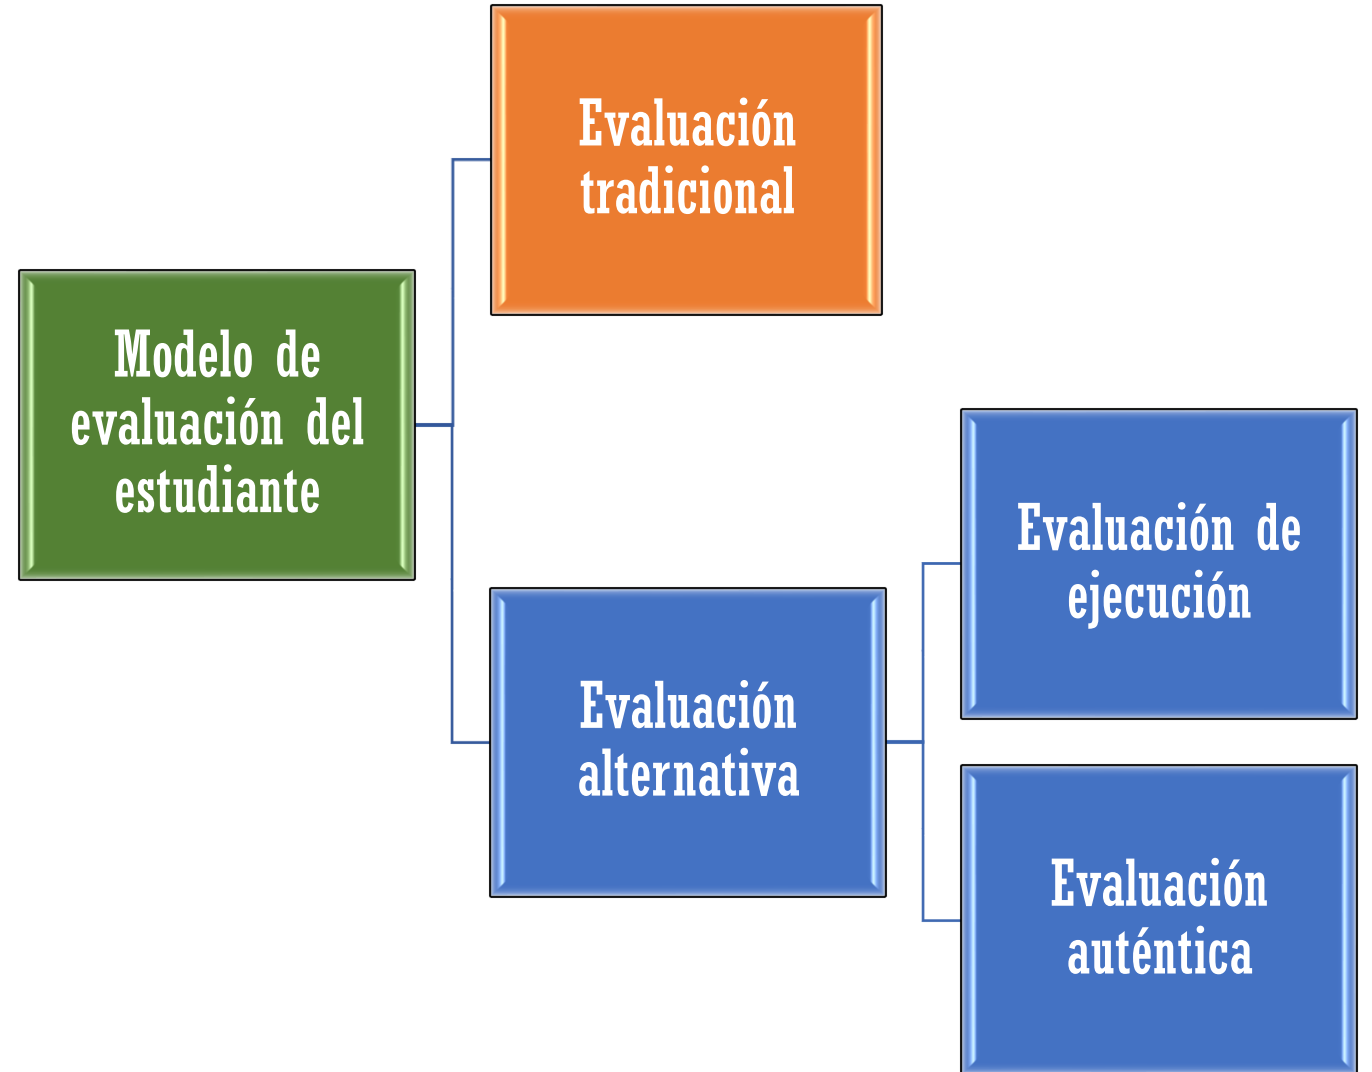 Evaluación
tradicional
Modelo de
evaluación del
estudiante
Evaluación de
ejecución
Evaluación
alternativa
Evaluación
auténtica